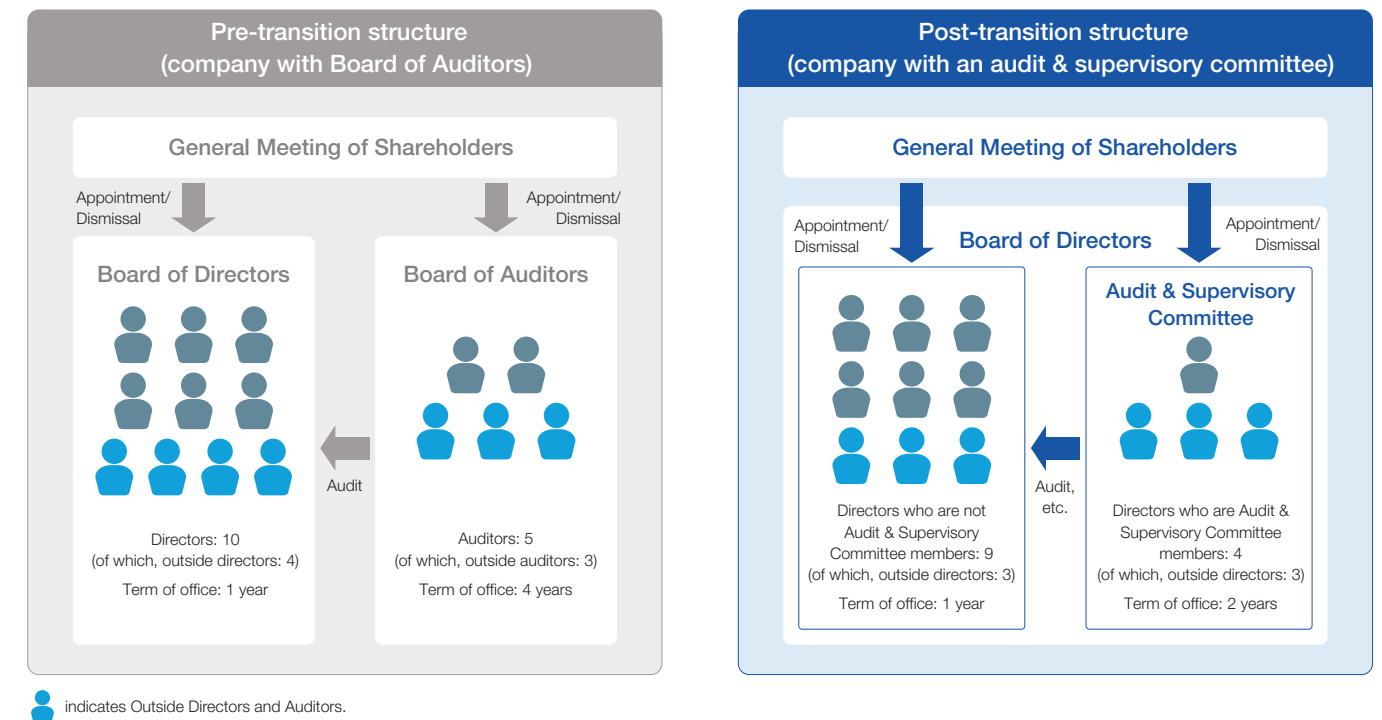 Pre-transition structure
(company with Board of Auditors)
General Meeting of Shareholders
Appointment/
Dismissal
Appointment/
Dismissal
Board of Directors
Directors: 10
(of which, outside directors: 4)
Term of office: 1 year
Audit
Board of Auditors
Auditors: 5
(of which, outside auditors: 3)
Term of office: 4 years
Post-transition structure
(company with an audit & supervisory committee)
General Meeting of Shareholders
Appointment/
Dismissal
Board of Directors
Appointment/
Dismissal
Directors who are not
Audit & Supervisory
Committee members: 9
(of which, outside directors: 3)
Term of office: 1 year
Audit,
etc.
Audit & Supervisory
Committee
Directors who are Audit &
Supervisory Committee
members: 4
(of which, outside directors: 3)
Term of office: 2 years
indicates Outside Directors and Auditors.